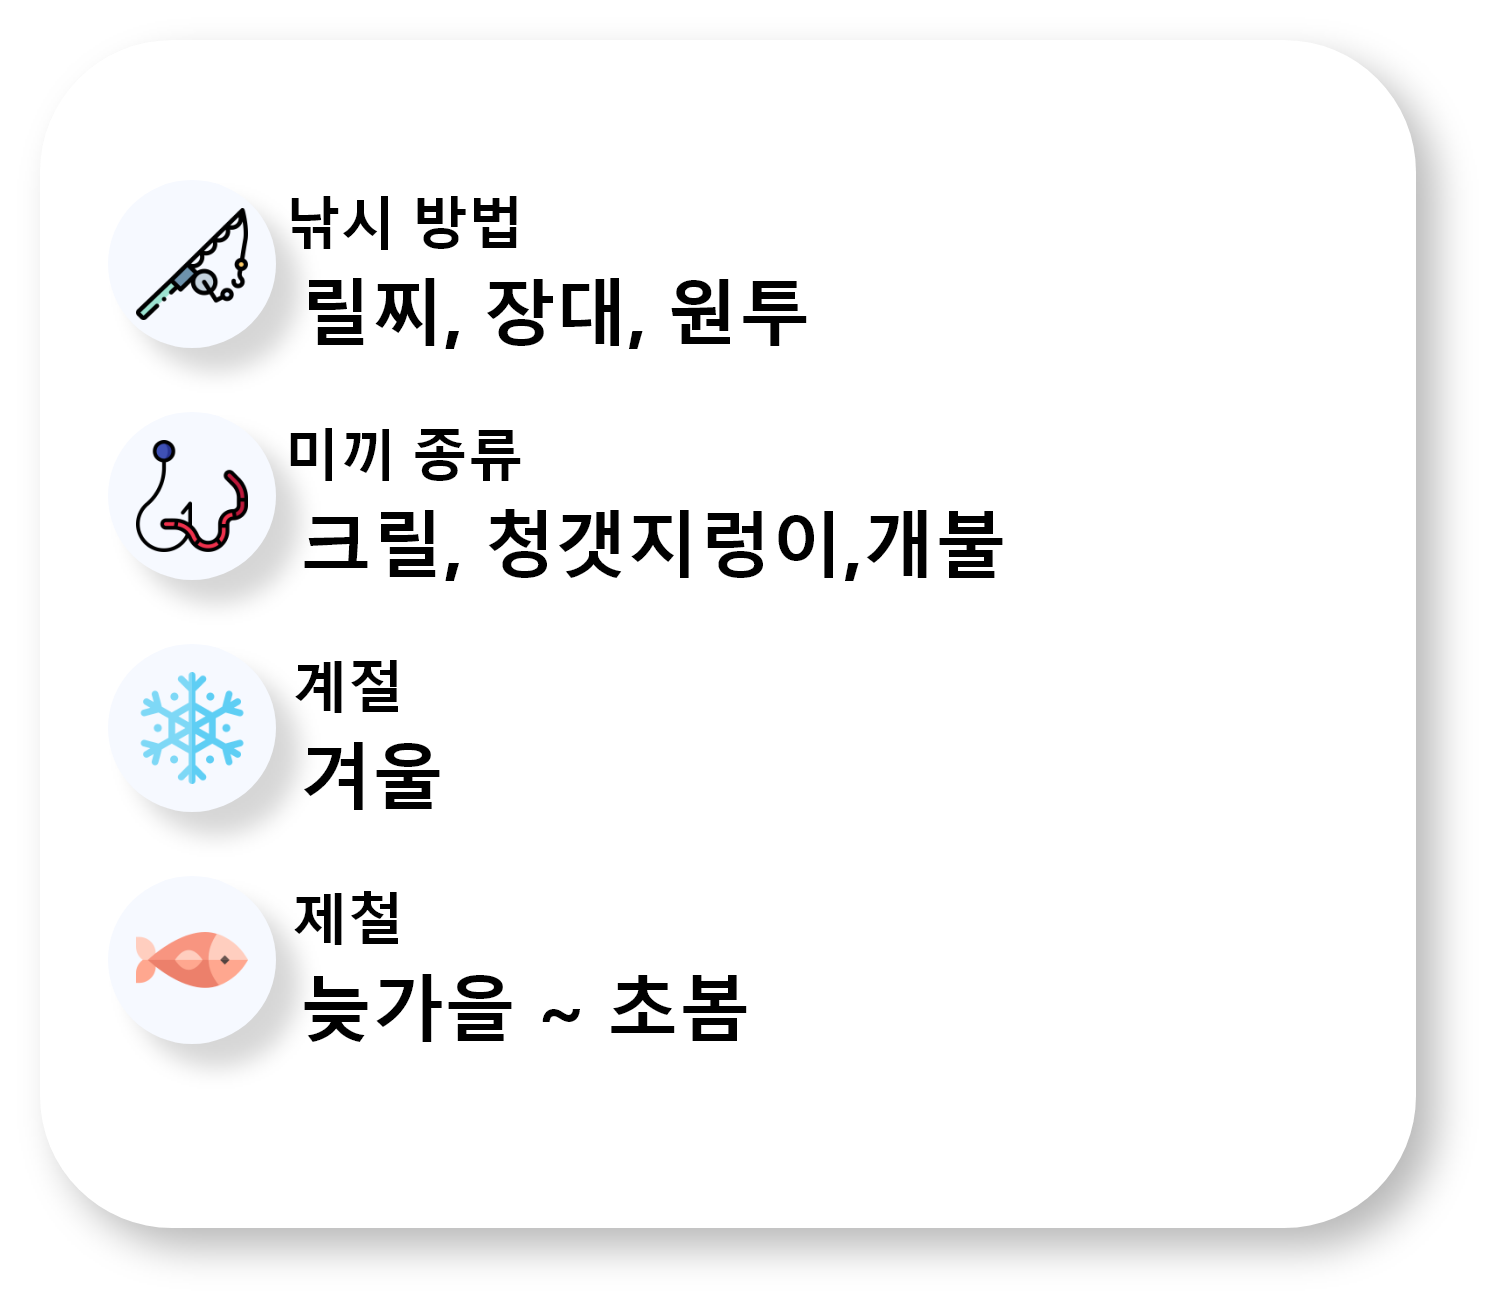 낚시 방법
릴찌, 장대, 원투
미끼 종류
크릴, 청갯지렁이,개불
계절
겨울
제철
늦가을 ~ 초봄